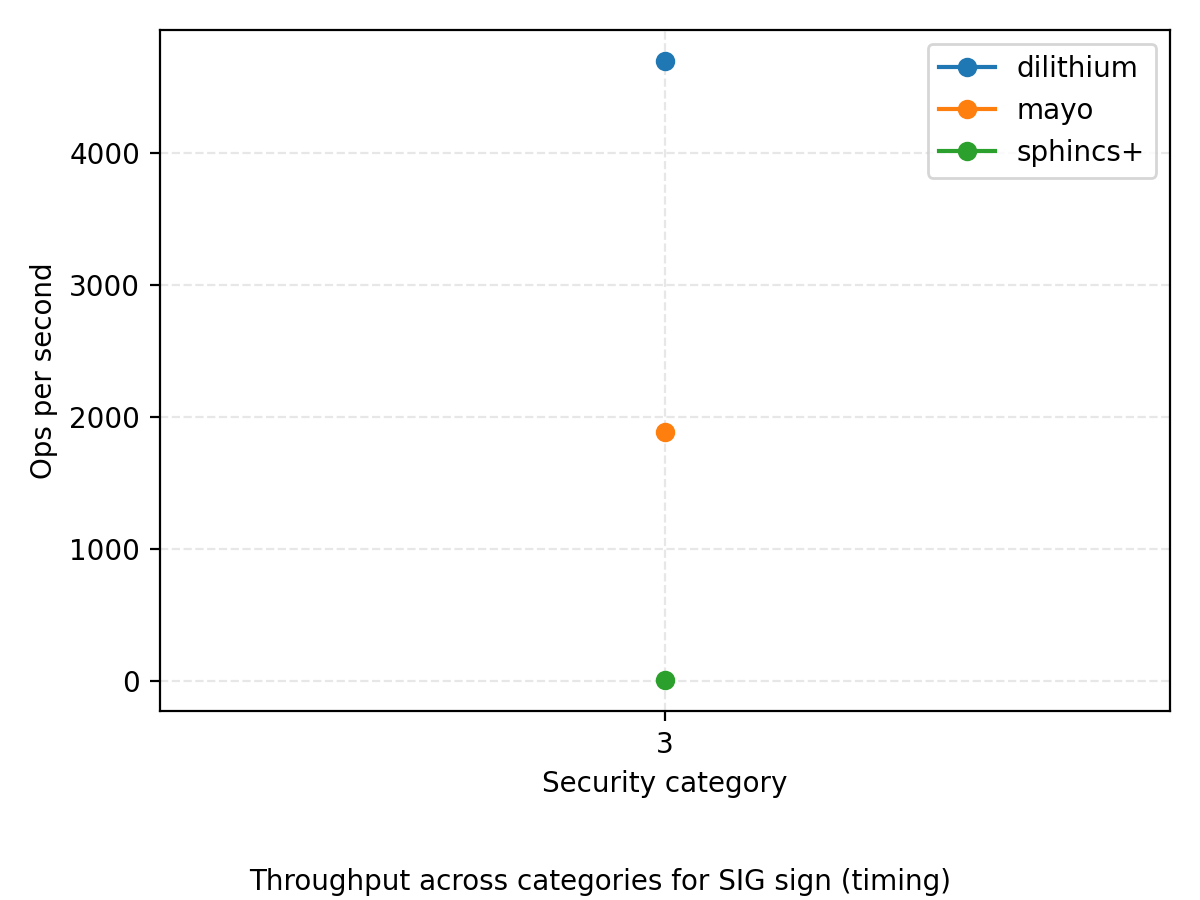 dilithium
mayo
sphincs+
4000
3000
2000
1000
0
Ops per second
3
Security category
Throughput across categories for SIG sign (timing)